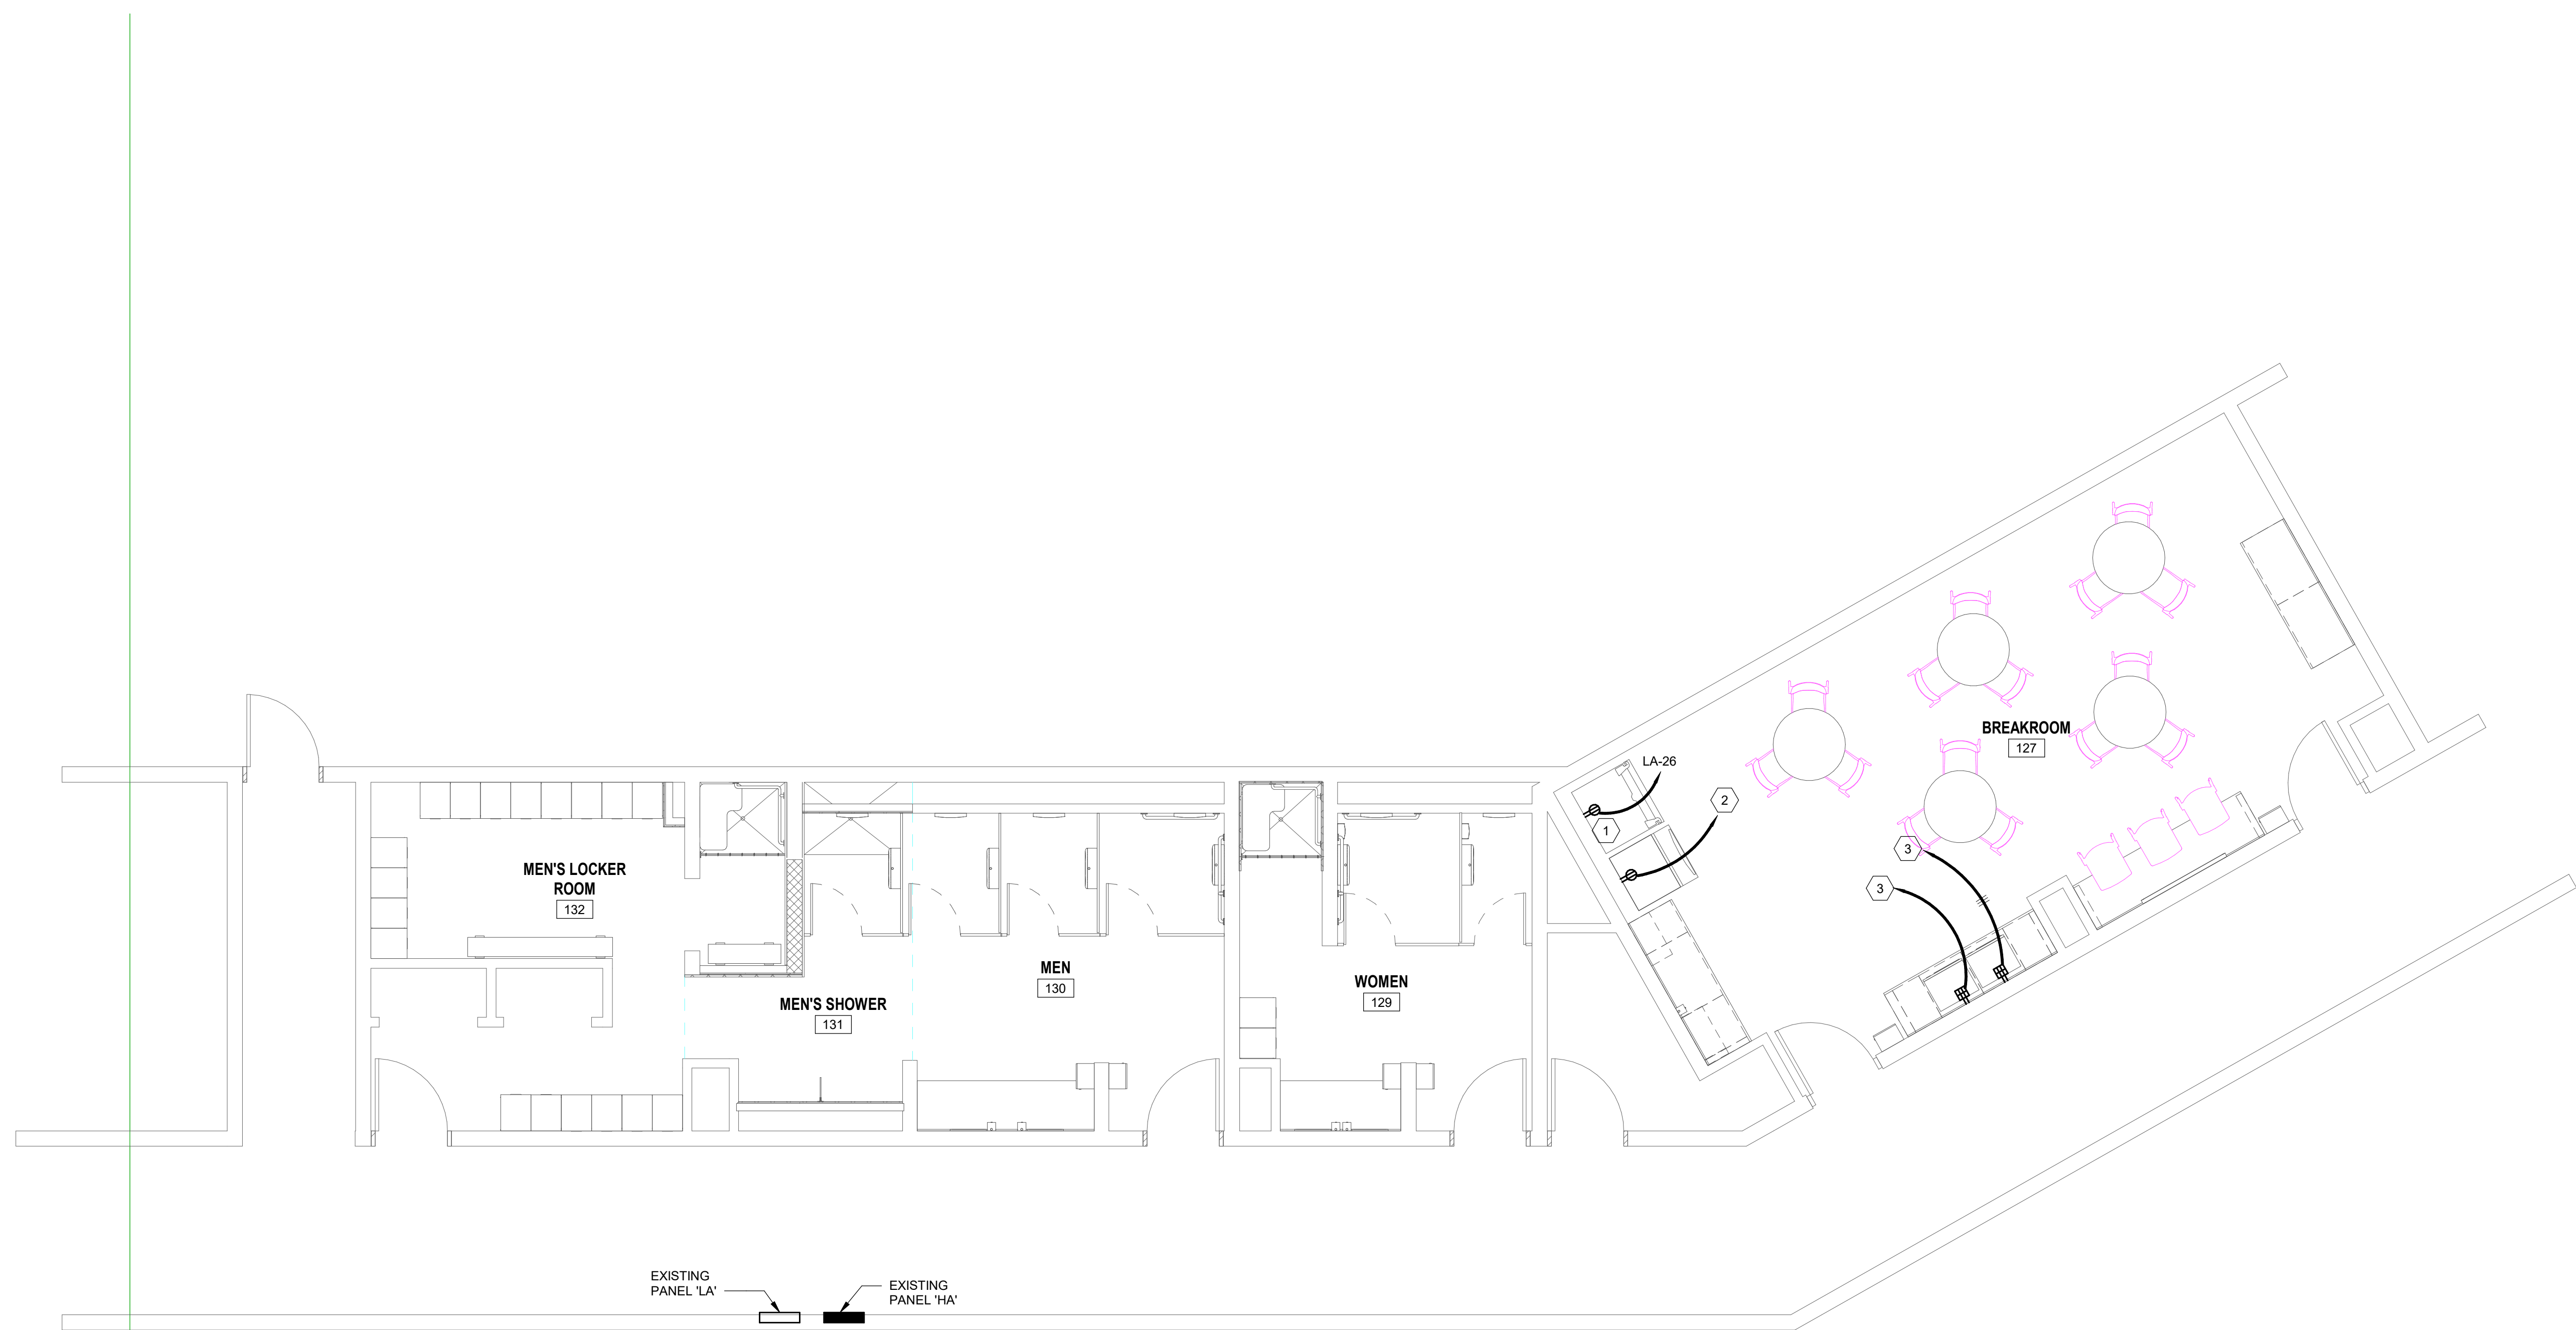 BREAKROOM
127
LA-26
1
2
3
3
MEN'S LOCKER
ROOM
132
MEN'S SHOWER
131
MEN
130
WOMEN
129
EXISTING
PANEL 'LA'
EXISTING
PANEL 'HA'